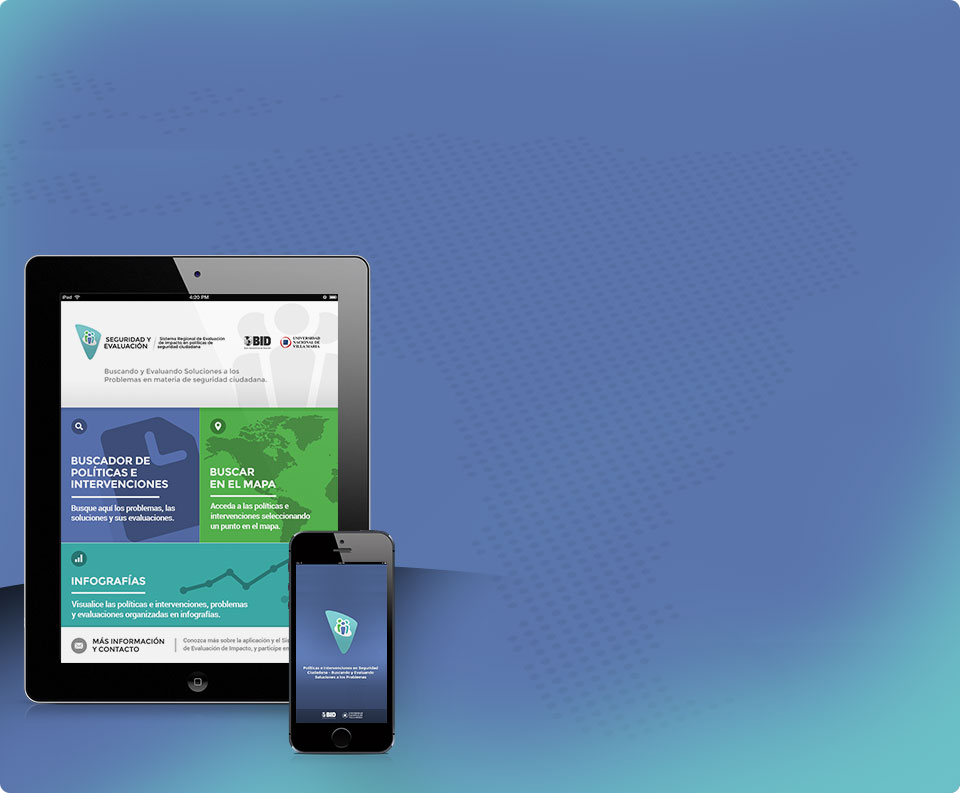 iPad
4:20 PM
SEGURIDAD Y
EVALUACIÓN
Sistema Regional de Evaluación
de Impacto en políticas de
seguridad ciudadana
BID
UNIVERSIDAD
NACIONAL DE
VILLA MARÍA
Buscando y Evaluando Soluciones a los
Problemas en materia de seguridad ciudadana.
BUSCADOR DE
POLÍTICAS E
INTERVENCIONES
Busque aquí los problemas, las
soluciones y sus evaluaciones.
BUSCAR
EN EL MAPA
Acceda a las políticas e
intervenciones seleccionando
un punto en el mapa.
INFOGRAFÍAS
Visualice las políticas e intervenciones, problemas
y evaluaciones organizadas en infografías.
MÁS INFORMACIÓN
Y CONTACTO
Conozca más sobre la aplicación y el Si
de Evaluación de Impacto, y participe en
Políticas e Intervenciones en Seguridad
Ciudadana - Buscando y Evaluando
Soluciones a los Problemas
BID